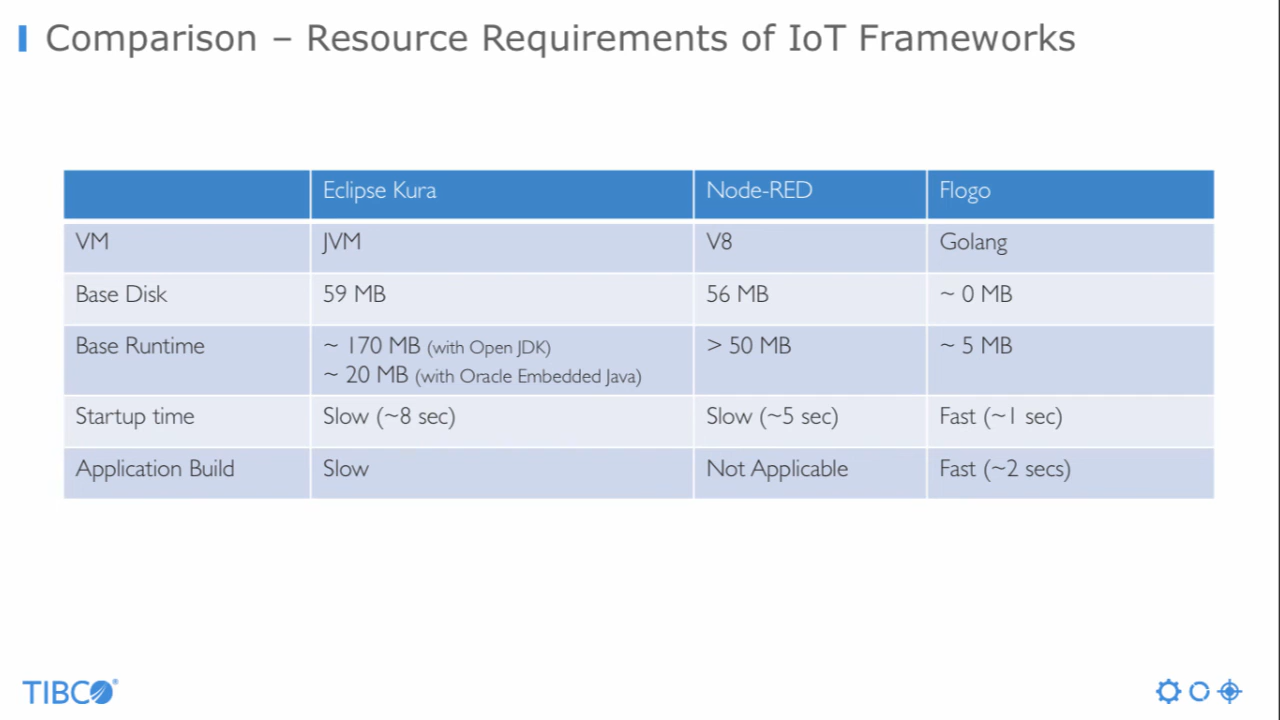 Comparison – Resource Requirements of IoT Frameworks
Eclipse Kura Node-RED Flogo
VM JVM V8 Golang
Base Disk 59 MB 56 MB ~ 0 MB
Base Runtime ~ 170 MB (with Open JDK) > 50 MB ~ 5 MB
~ 20 MB (with Oracle Embedded Java)
Startup time Slow (~8 sec) Slow (~5 sec) Fast (~1 sec)
Application Build Slow Not Applicable Fast (~2 secs)
TIBCO®